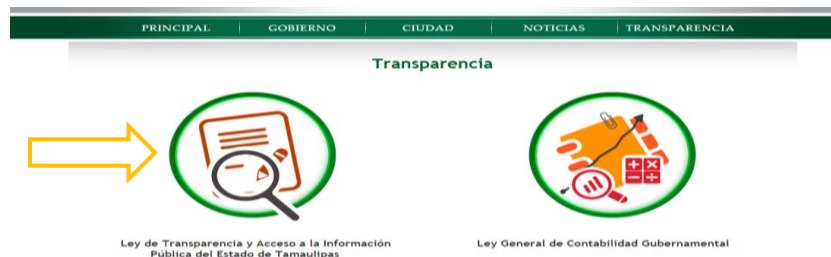 PRINCIPAL GOBIERNO CIUDAD NOTICIAS TRANSPARENCIA
Transparencia
Ley de Transparencia y Acceso a la Información
Pública del Estado de Tamaulipas
Ley General de Contabilidad Gubernamental